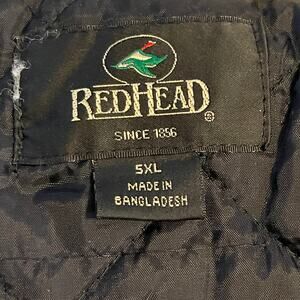 REDHEAD®
SINCE 1856
5XL
MADE IN
BANGLADESH